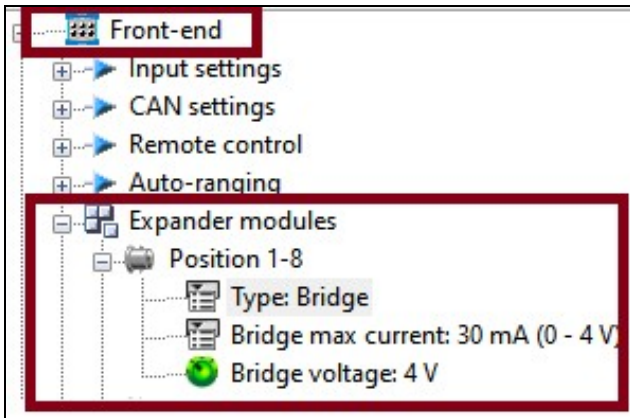 Front-end
Input settings
CAN settings
Remote control
Auto-ranging
Expander modules
Position 1-8
Type: Bridge
Bridge max current: 30 mA (0 - 4 V)
Bridge voltage: 4 V